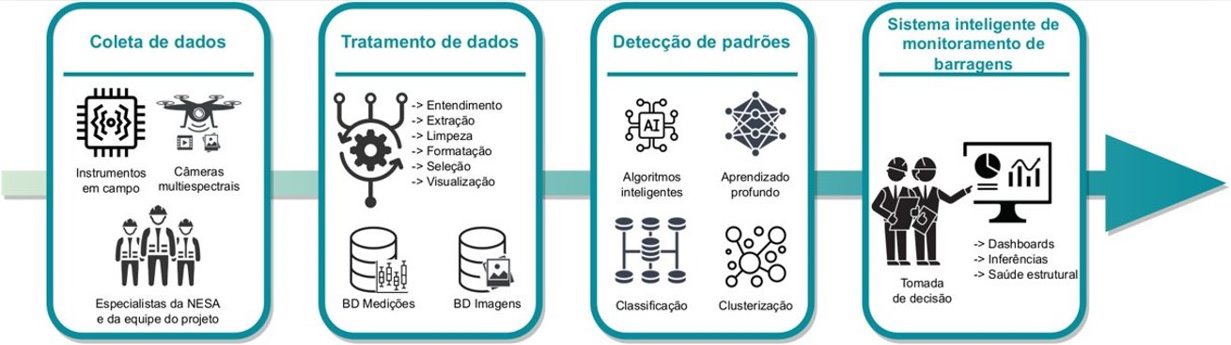 Coleta de dados
Instrumentos
em campo
Câmeras
multiespectrais
Especialistas da NESA
e da equipe do projeto
Tratamento de dados
-> Entendimento
-> Extração
-> Limpeza
-> Formatação
-> Seleção
-> Visualização
BD Medições
BD Imagens
Detecção de padrões
AI
Algoritmos
inteligentes
Aprendizado
profundo
Classificação
Clusterização
Sistema inteligente de
monitoramento de
barragens
Tomada
de decisão
-> Dashboards
-> Inferências
-> Saúde estrutural